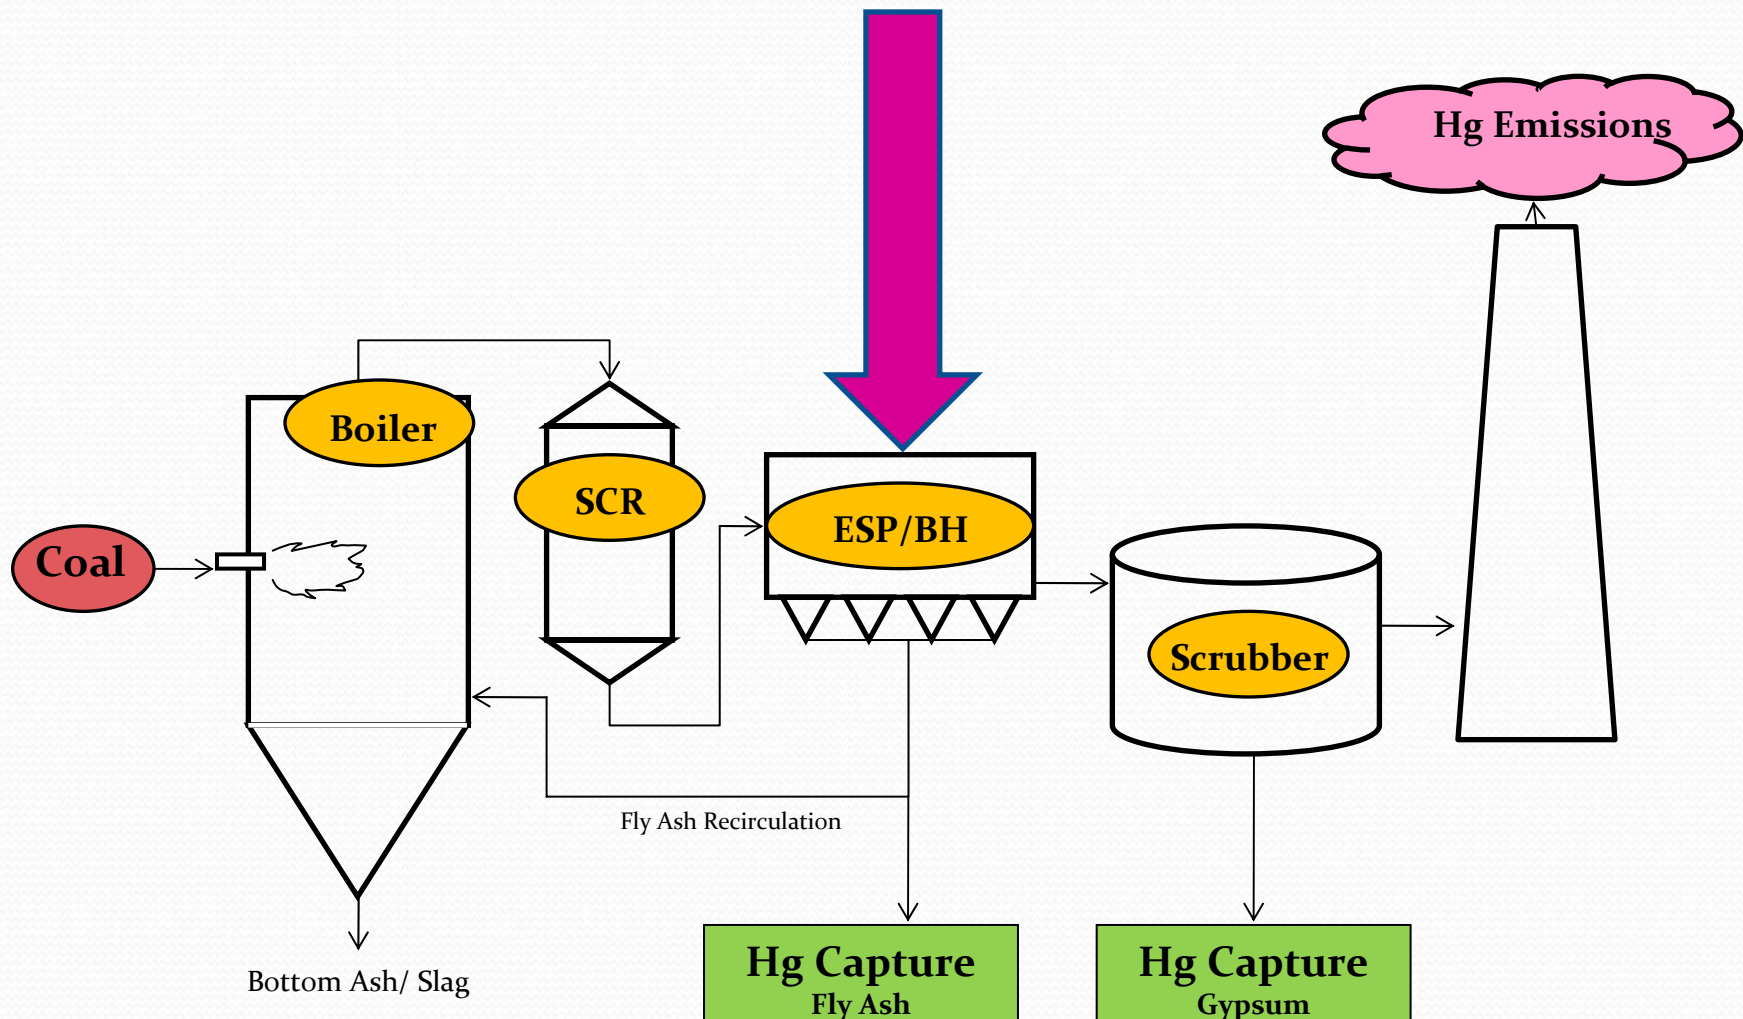 Hg Emissions
Boiler
SCR
ESP/BH
Coal
Scrubber
Fly Ash Recirculation
Bottom Ash/ Slag
Hg Capture
Fly Ash
Hg Capture
Gypsum